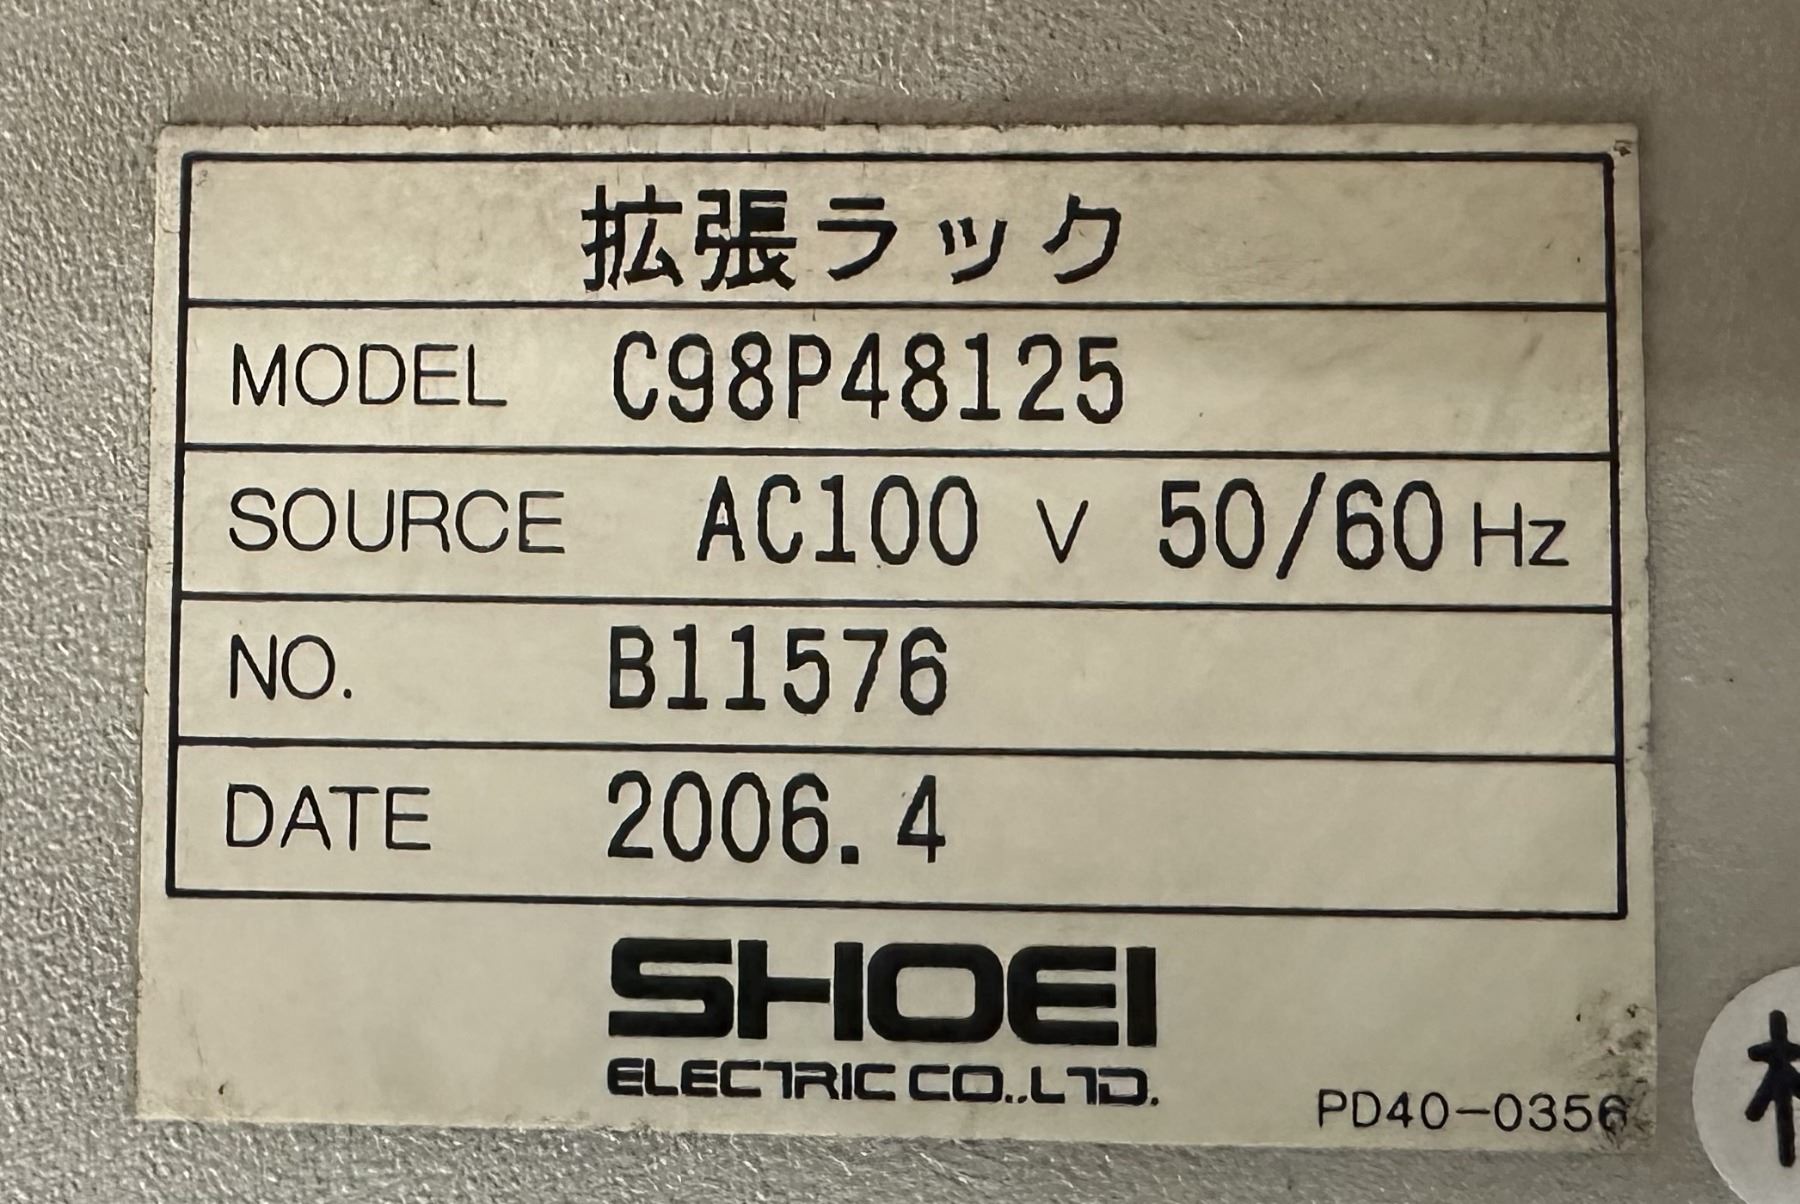 拡張ラック
MODEL C98P48125
SOURCE AC100 V 50/60 Hz
NO. B11576
DATE 2006.4
SHOEI
ELECTRIC CO.,LTD.
PD40-0356